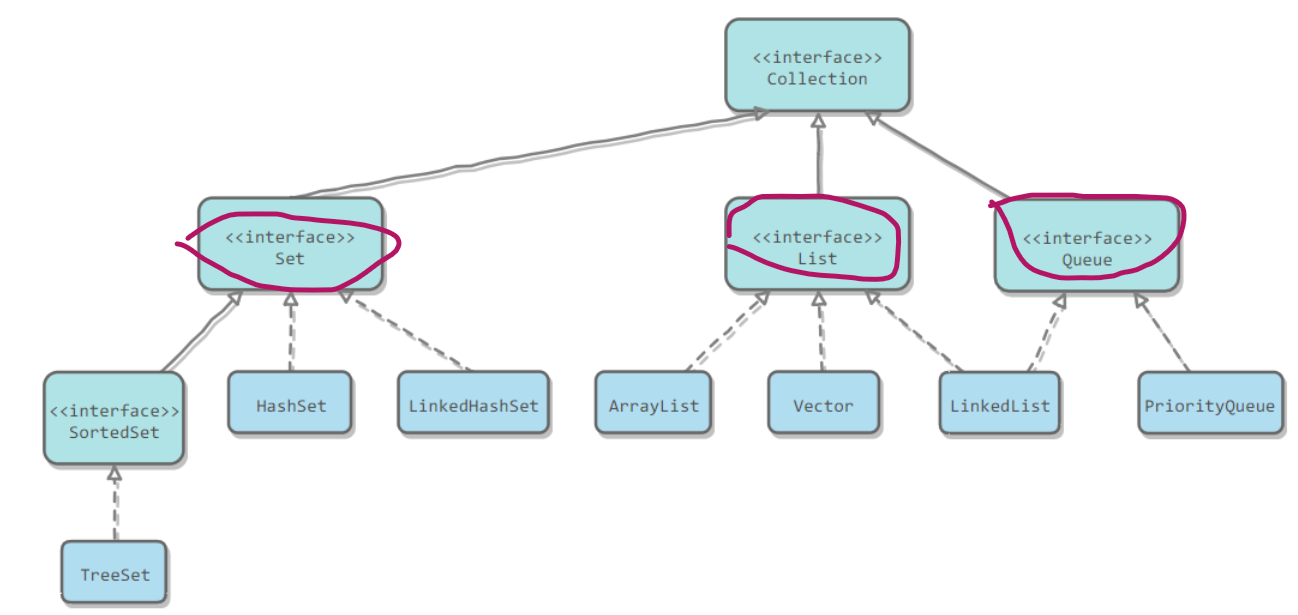 <<interface>>
Collection
<<interface>>
Set
<<interface>>
List
<<interface>>
Queue
<<interface>>
SortedSet
HashSet
LinkedHashSet
ArrayList
Vector
LinkedList
PriorityQueue
TreeSet